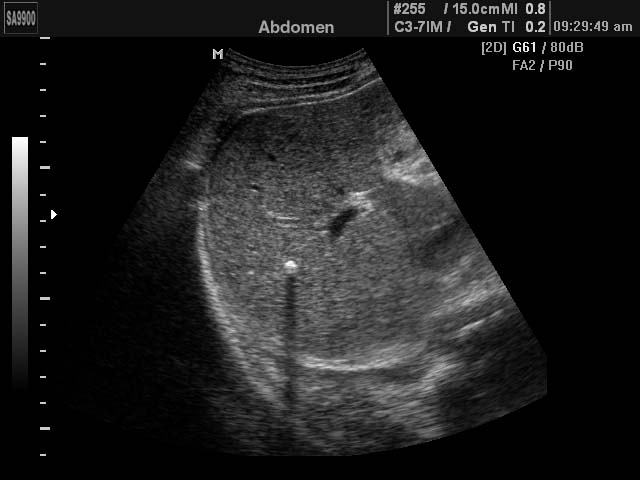 SA9900
Abdomen
#255 / 15.0cm MI 0.8
C3-7IM / Gen TI 0.2
09:29:49 am
[2D] G61 / 80dB
FA2 / P90
M